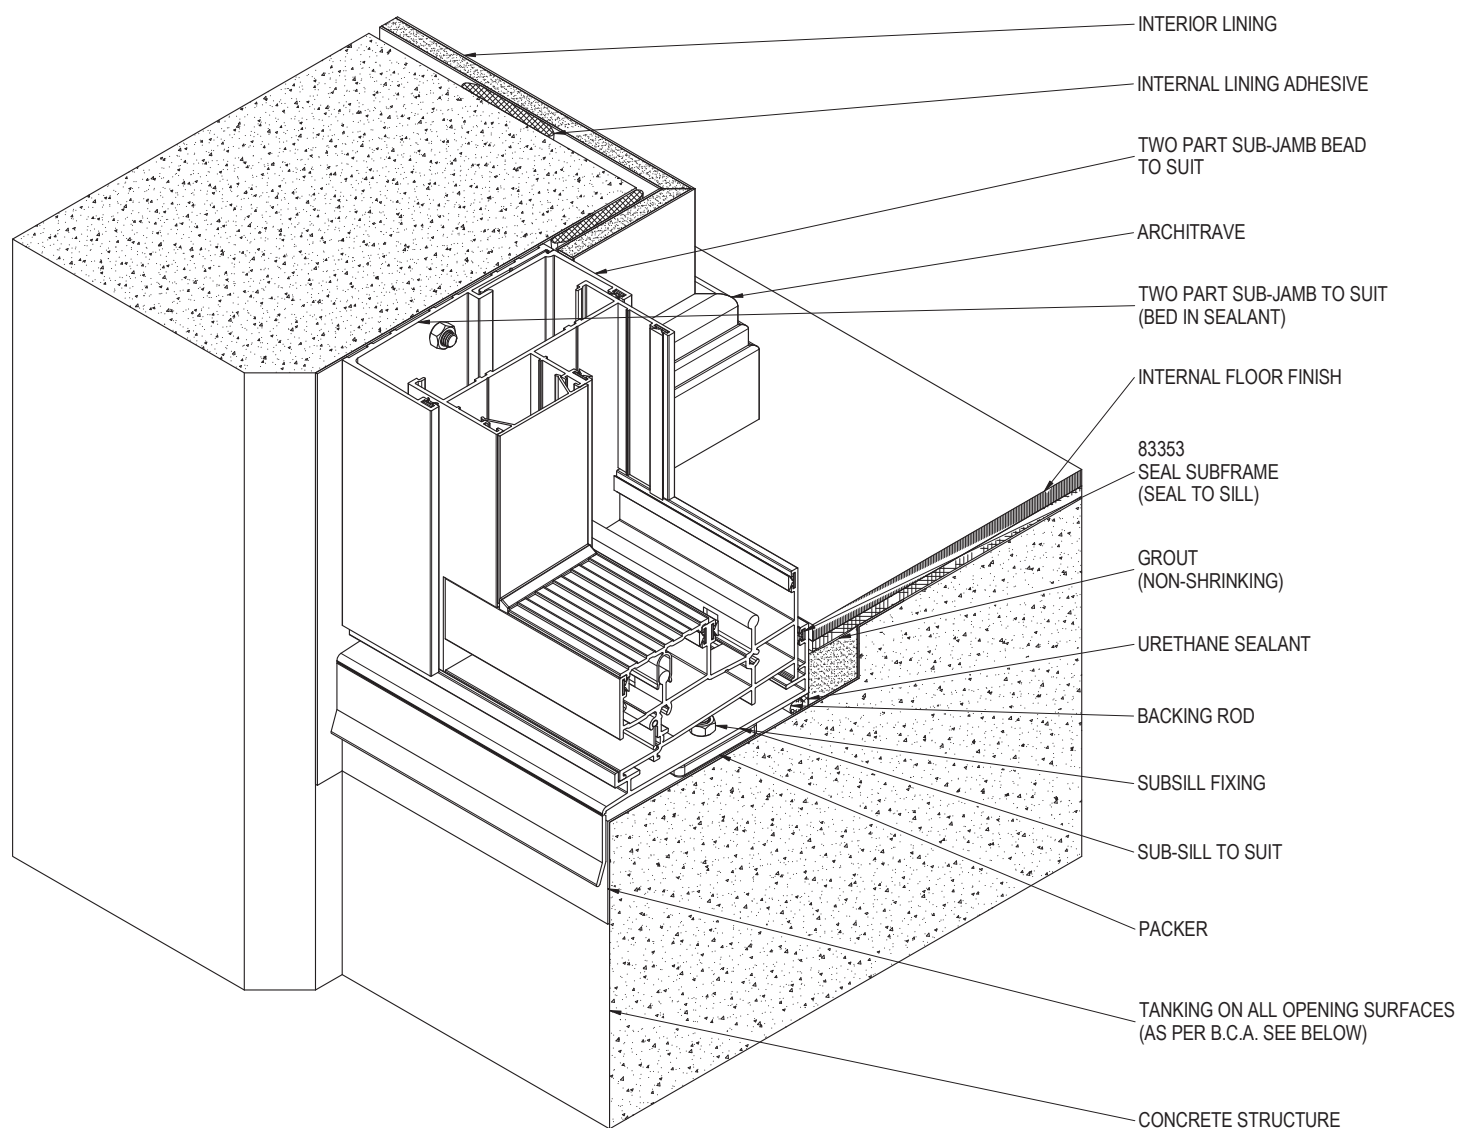 INTERIOR LINING
INTERNAL LINING ADHESIVE
TWO PART SUB-JAMB BEAD
TO SUIT
ARCHITRAVE
TWO PART SUB-JAMB TO SUIT
(BED IN SEALANT)
INTERNAL FLOOR FINISH
83353
SEAL SUBFRAME
(SEAL TO SILL)
GROUT
(NON-SHRINKING)
URETHANE SEALANT
BACKING ROD
SUBSILL FIXING
SUB-SILL TO SUIT
PACKER
TANKING ON ALL OPENING SURFACES
(AS PER B.C.A. SEE BELOW)
CONCRETE STRUCTURE